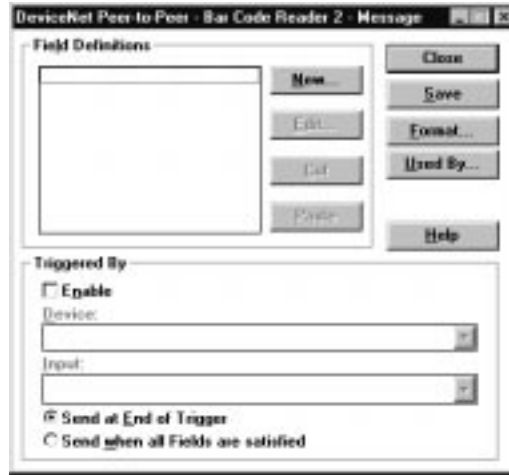 DeviceNet Peer-to-Peer - Bar Code Reader 2 - Message
Field Definitions
New...
Edit...
Cut
Paste
Close
Save
Format...
Used By...
Help
Triggered By
Enable
Device:
Input:
Send at End of Trigger
Send when all Fields are satisfied